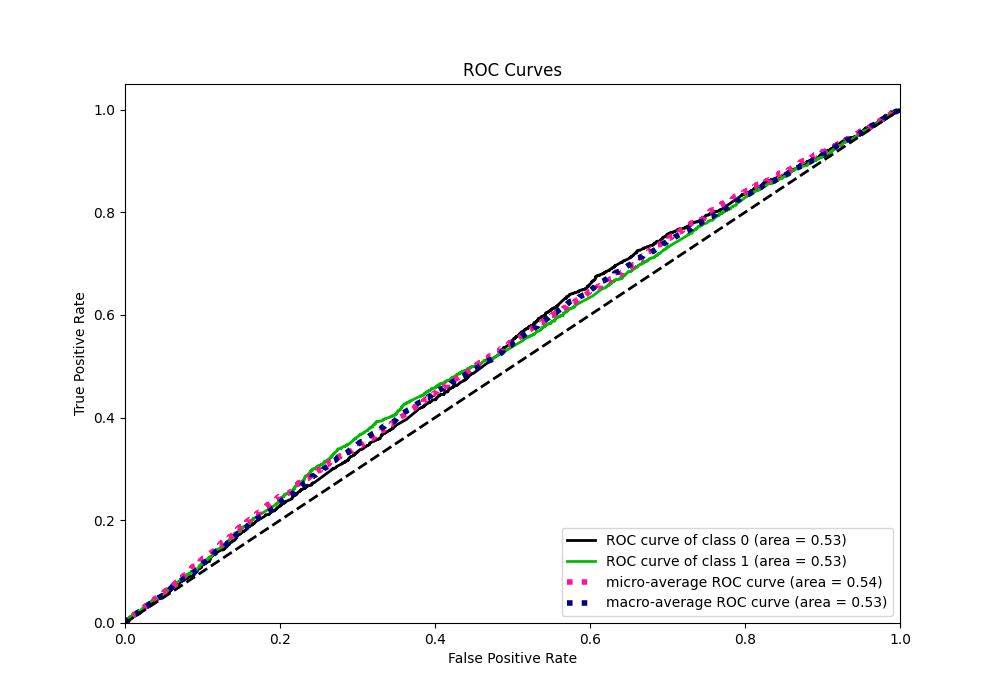 ROC Curves
True Positive Rate
1.0
0.8
0.6
0.4
0.2
0.0
ROC curve of class 0 (area = 0.53)
ROC curve of class 1 (area = 0.53)
micro-average ROC curve (area = 0.54)
macro-average ROC curve (area = 0.53)
0.0 0.2 0.4 0.6 0.8 1.0
False Positive Rate